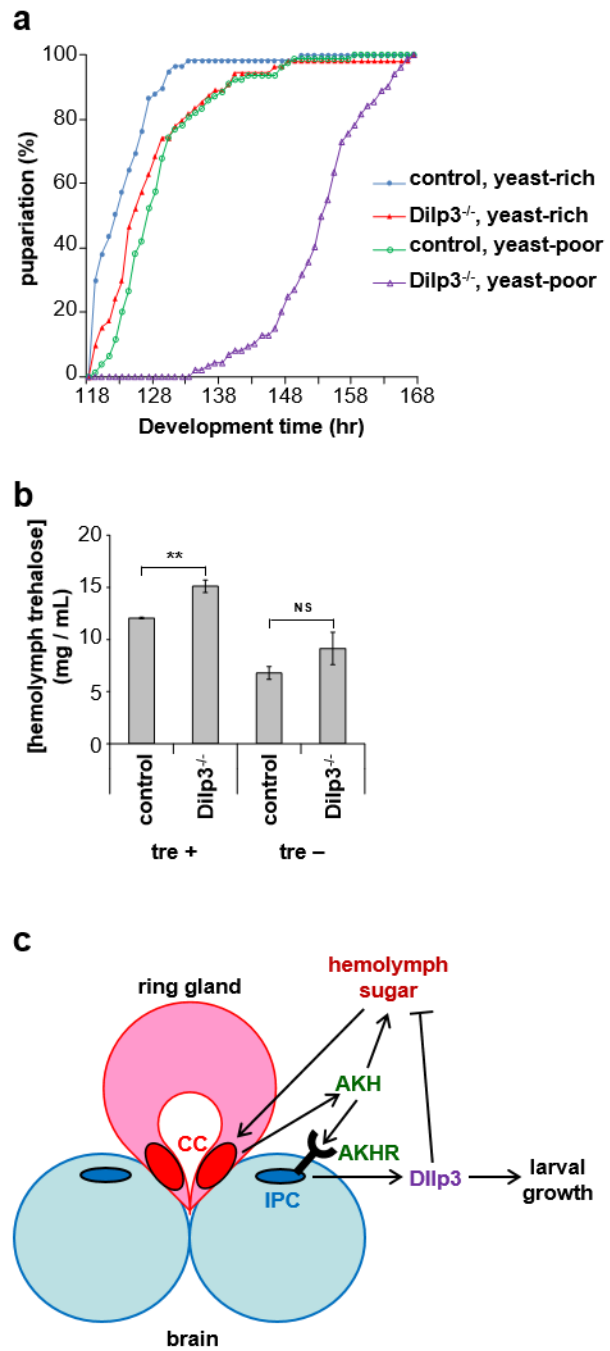 a
100
80
60
40
20
0
pupariation (%)
118 128 138 148 158 168
Development time (hr)
control, yeast-rich
Dilp3-/-, yeast-rich
control, yeast-poor
Dilp3-/-, yeast-poor
b
20
15
10
5
0
[hemolymph trehalose]
(mg / mL)
**
NS
control
Dilp3-/-
control
Dilp3-/-
tre +
tre –
c
hemolymph
sugar
ring gland
AKH
CC
AKHR
IPC
DIlp3
larval
growth
brain